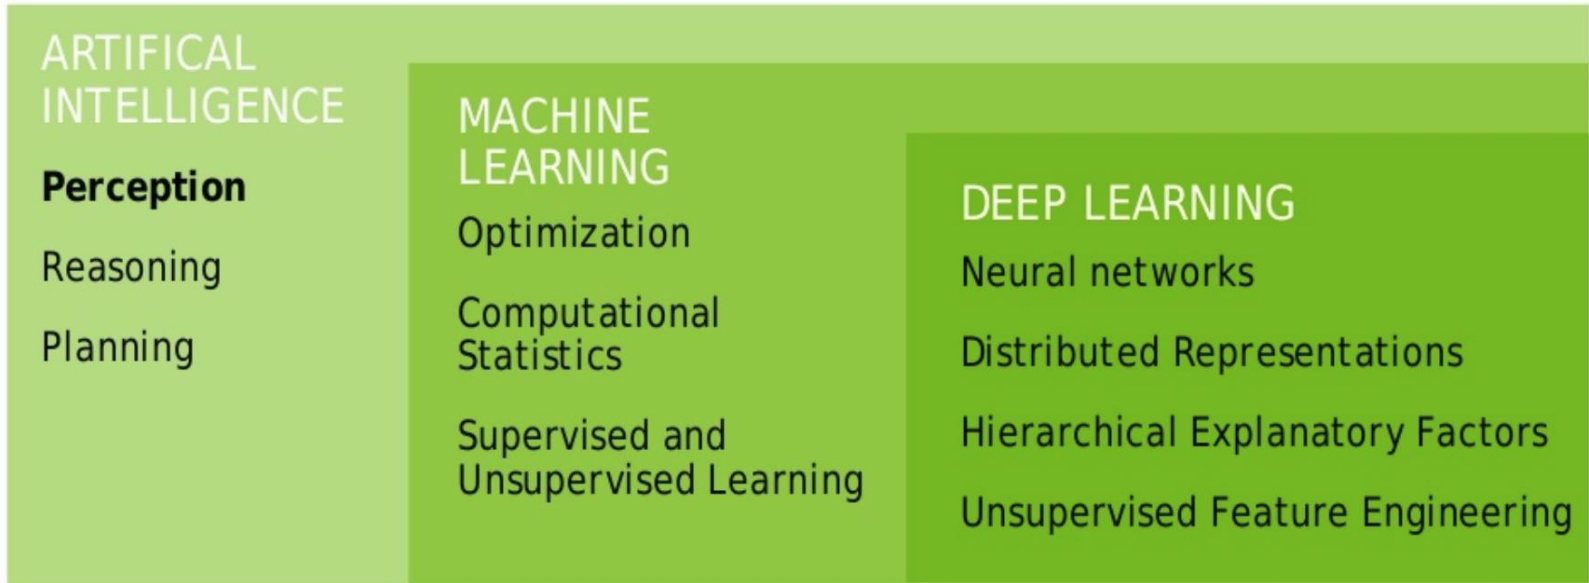 ARTIFICAL
INTELLIGENCE
Perception
Reasoning
Planning
MACHINE
LEARNING
Optimization
Computational
Statistics
Supervised and
Unsupervised Learning
DEEP LEARNING
Neural networks
Distributed Representations
Hierarchical Explanatory Factors
Unsupervised Feature Engineering